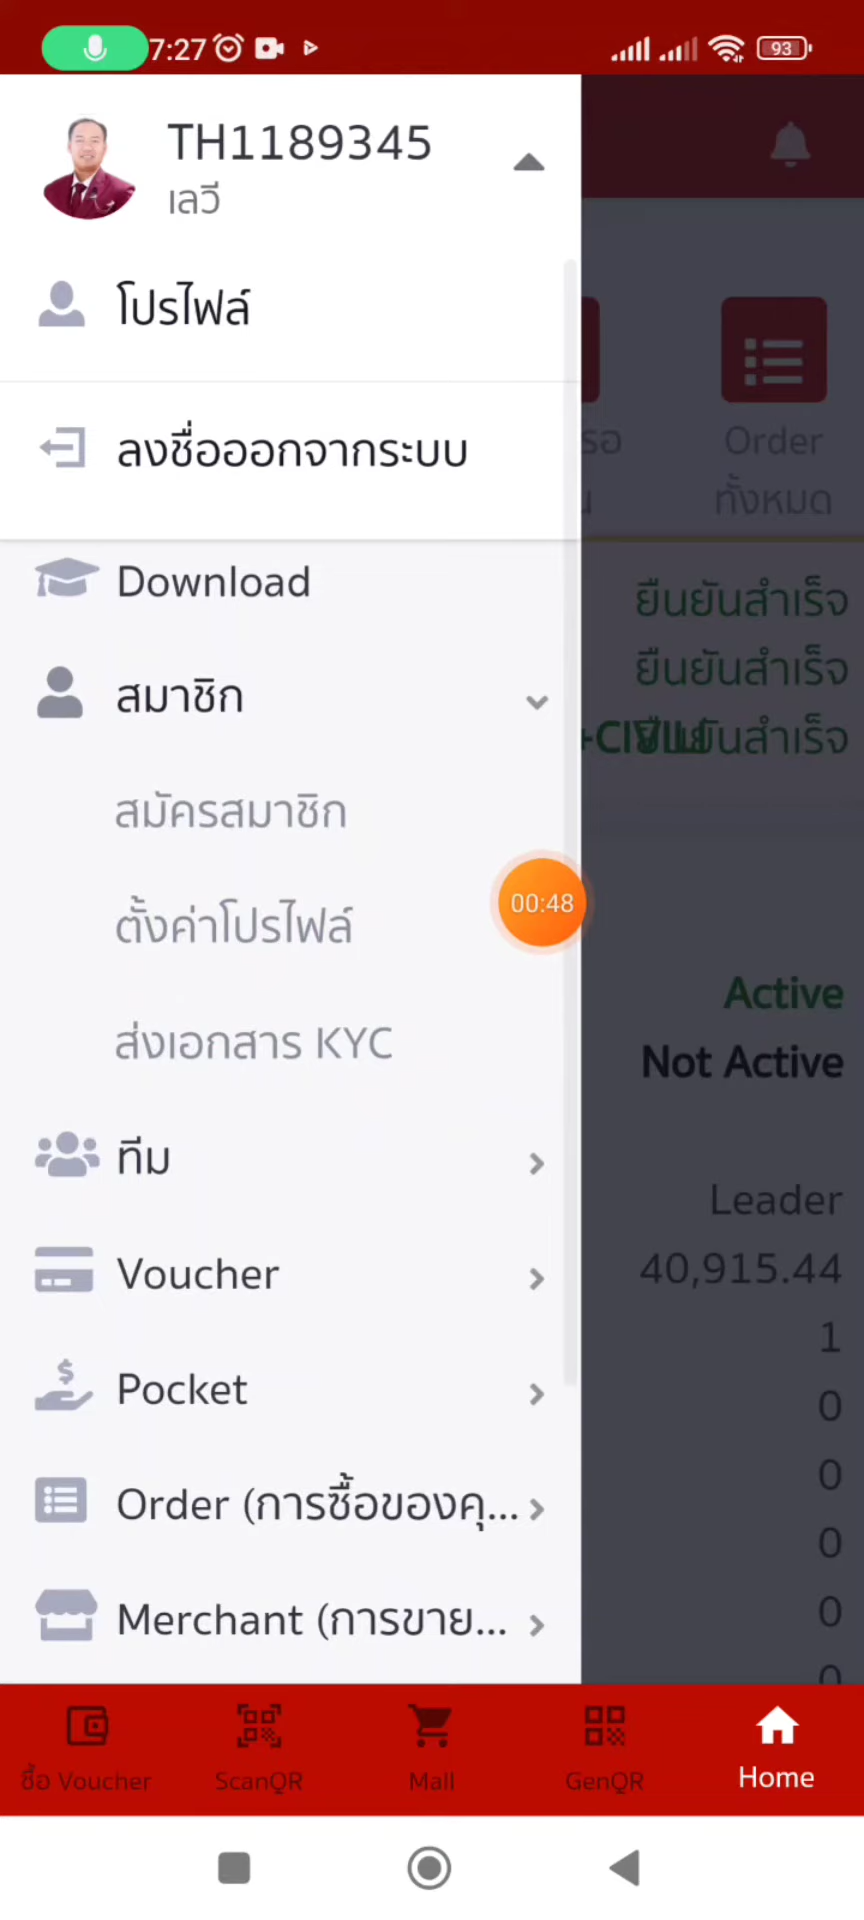 7:27
93
TH1189345
เลวี
โปรไฟล์
ลงชื่อออกจากระบบ
Download
สมาชิก
สมัครสมาชิก
ตั้งค่าโปรไฟล์
ส่งเอกสาร KYC
ทีม
Voucher
Pocket
Order (การซื้อของคุ...
Merchant (การขาย...
Order
ทั้งหมด
ยืนยันสำเร็จ
ยืนยันสำเร็จ
ยืนยันสำเร็จ
00:48
Active
Not Active
Leader
40,915.44
1
0
0
0
0
0
ซื้อ Voucher
ScanQR
Mall
GenQR
Home